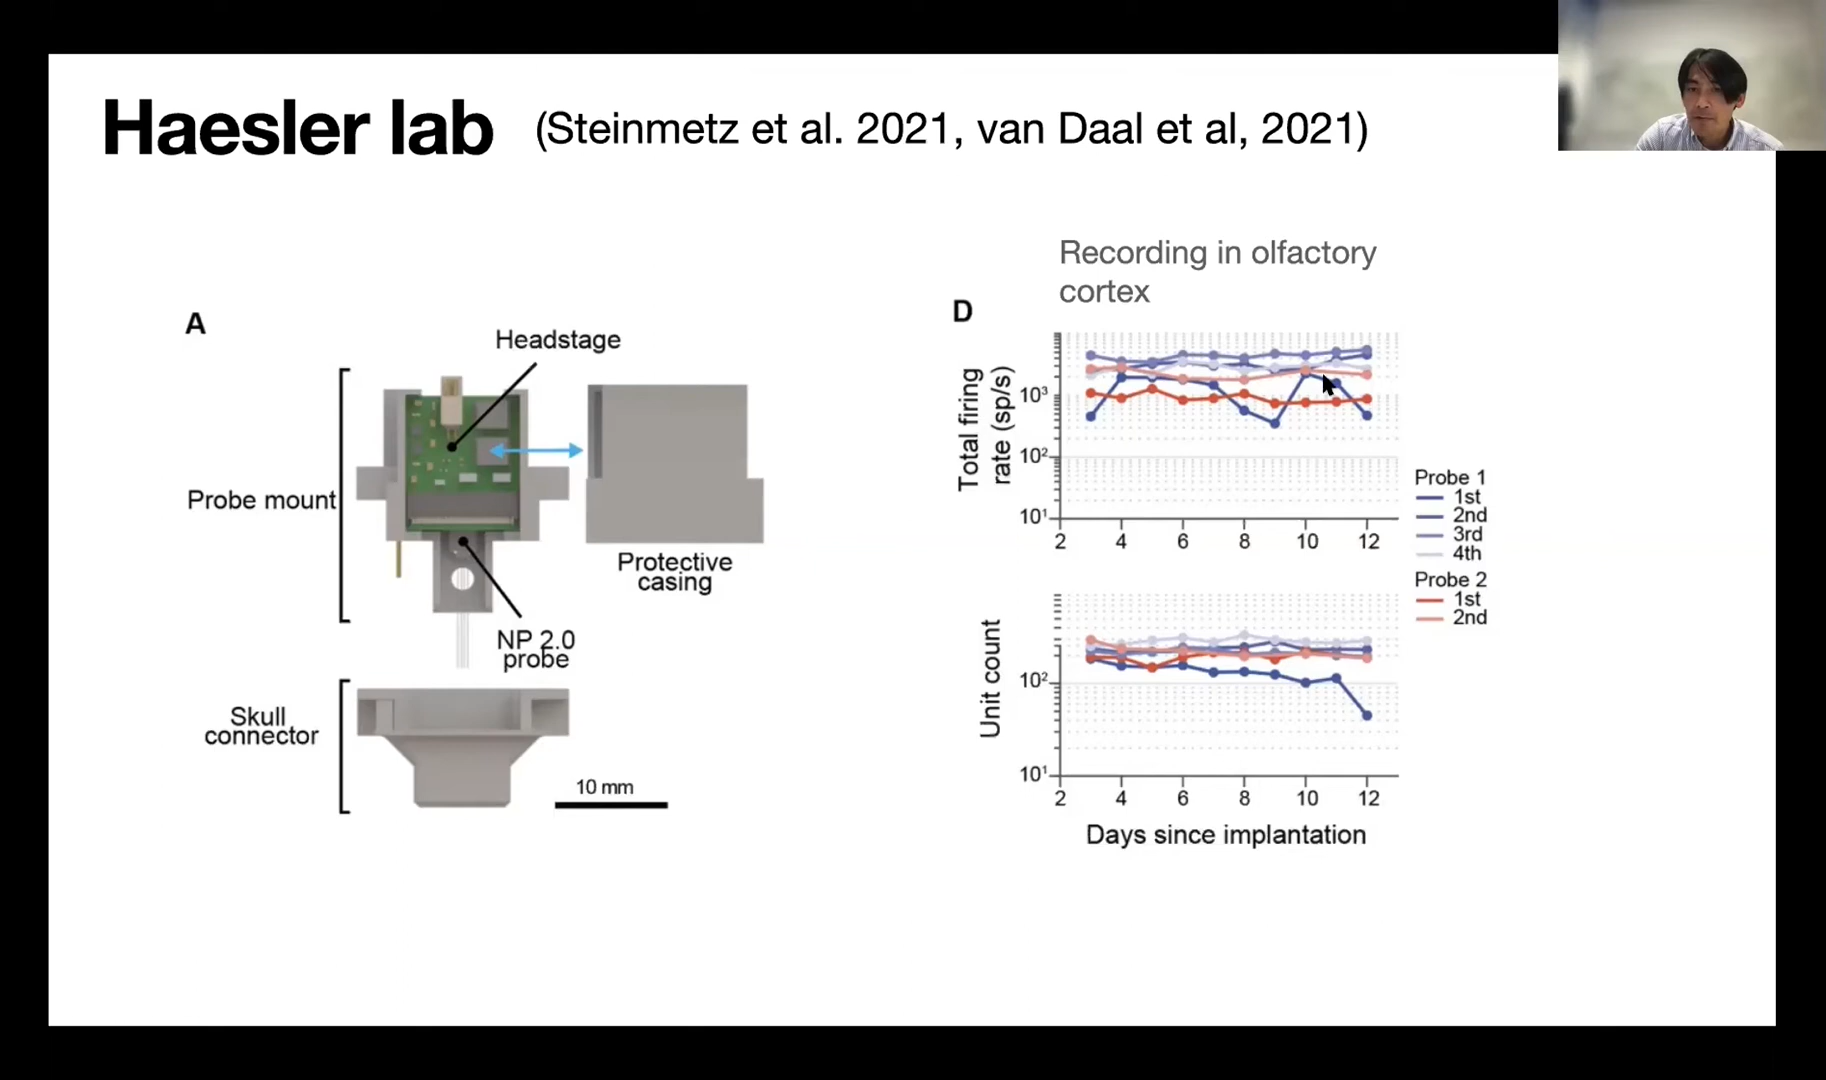 Haesler lab (Steinmetz et al. 2021, van Daal et al, 2021)
A
Headstage
Probe mount
Protective
casing
NP 2.0
probe
Skull
connector
10 mm
Recording in olfactory
cortex
D
Total firing
rate (sp/s)
10³
10²
10¹
2 4 6 8 10 12
Probe 1
1st
2nd
3rd
4th
Probe 2
1st
2nd
Unit count
10²
10¹
2 4 6 8 10 12
Days since implantation